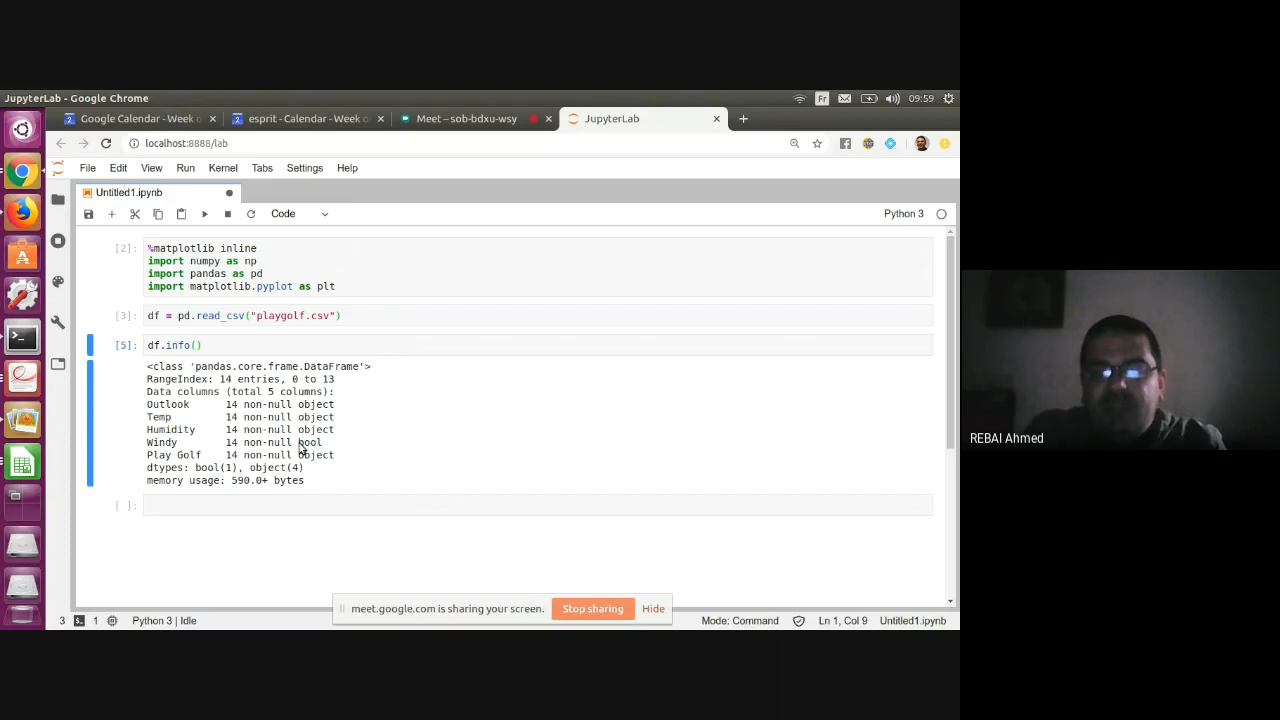 JupyterLab - Google Chrome
Fr
09:59
Google Calendar - Week o
esprit - Calendar - Week o
Meet – sob-bdxu-wsy
JupyterLab
localhost:8888/lab
File Edit View Run Kernel Tabs Settings Help
Untitled1.ipynb
Code
Python 3
[2]: %matplotlib inline
import numpy as np
import pandas as pd
import matplotlib.pyplot as plt
[3]: df = pd.read_csv("playgolf.csv")
[5]: df.info()
<class 'pandas.core.frame.DataFrame'>
RangeIndex: 14 entries, 0 to 13
Data columns (total 5 columns):
Outlook 14 non-null object
Temp 14 non-null object
Humidity 14 non-null object
Windy 14 non-null bool
Play Golf 14 non-null object
dtypes: bool(1), object(4)
memory usage: 590.0+ bytes
[ ]:
REBAI Ahmed
meet.google.com is sharing your screen. Stop sharing Hide
3 1 Python 3 | Idle Mode: Command Ln 1, Col 9 Untitled1.ipynb